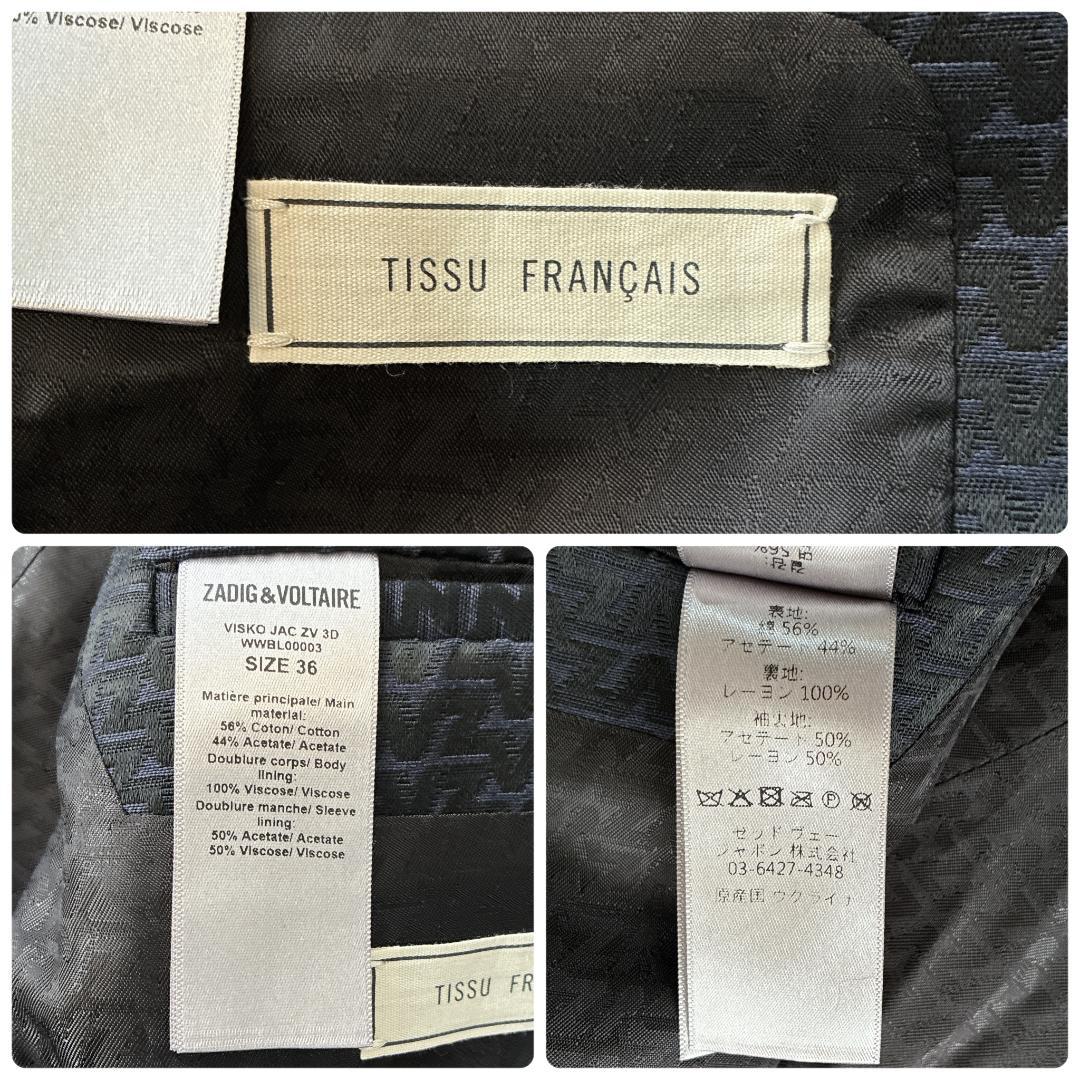 % Viscose/ Viscose
TISSU FRANÇAIS
ZADIG&VOLTAIRE
VISKO JAC ZV 3D
WWBL00003
SIZE 36
Matière principale/ Main
material:
56% Coton/ Cotton
44% Acetate/ Acetate
Doublure corps/ Body
lining:
100% Viscose/ Viscose
Doublure manche/ Sleeve
lining:
50% Acetate/ Acetate
50% Viscose/ Viscose
TISSU FR
表地:
綿 56%
アセテート 44%
裏地:
レーヨン 100%
袖裏地:
アセテート 50%
レーヨン 50%
ゼッド ヴェー
ジャポン 株式会社
03-6427-4348
原産国 ウクライナ